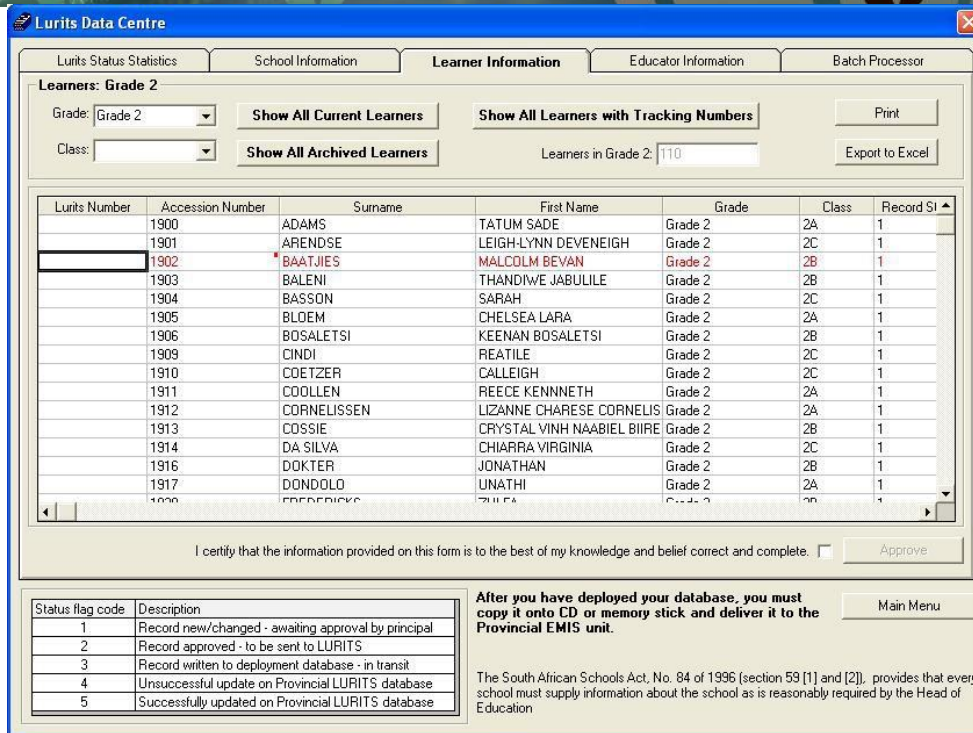 Lurits Data Centre
Lurits Status Statistics School Information Learner Information Educator Information Batch Processor
Learners: Grade 2
Grade: Grade 2 Show All Current Learners Show All Learners with Tracking Numbers Print
Class: Show All Archived Learners Learners in Grade 2: 110 Export to Excel
Lurits Number Accession Number Surname First Name Grade Class Record St
1900 ADAMS TATUM SADE Grade 2 2A 1
1901 ARENDSE LEIGH-LYNN DEVENEIGH Grade 2 2C 1
1902 BAATJIES MALCOLM BEVAN Grade 2 2B 1
1903 BALENI THANDIWE JABULILE Grade 2 2B 1
1904 BASSON SARAH Grade 2 2C 1
1905 BLOEM CHELSEA LARA Grade 2 2A 1
1906 BOSALETSI KEENAN BOSALETSI Grade 2 2B 1
1909 CINDI REATILE Grade 2 2C 1
1910 COETZER CALLEIGH Grade 2 2C 1
1911 COOLLEN REECE KENNNETH Grade 2 2A 1
1912 CORNELISSEN LIZANNE CHARESE CORNELIS Grade 2 2A 1
1913 COSSIE CRYSTAL VINH NAABIEL BIIRE Grade 2 2B 1
1914 DA SILVA CHIARRA VIRGINIA Grade 2 2C 1
1916 DOKTER JONATHAN Grade 2 2B 1
1917 DONDOLO UNATHI Grade 2 2A 1
I certify that the information provided on this form is to the best of my knowledge and belief correct and complete. Approve
Status flag code Description
1 Record new/changed - awaiting approval by principal
2 Record approved - to be sent to LURITS
3 Record written to deployment database - in transit
4 Unsuccessful update on Provincial LURITS database
5 Successfully updated on Provincial LURITS database
After you have deployed your database, you must
copy it onto CD or memory stick and deliver it to the
Provincial EMIS unit.
Main Menu
The South African Schools Act, No. 84 of 1996 (section 59 [1] and [2]), provides that every
school must supply information about the school as is reasonably required by the Head of
Education